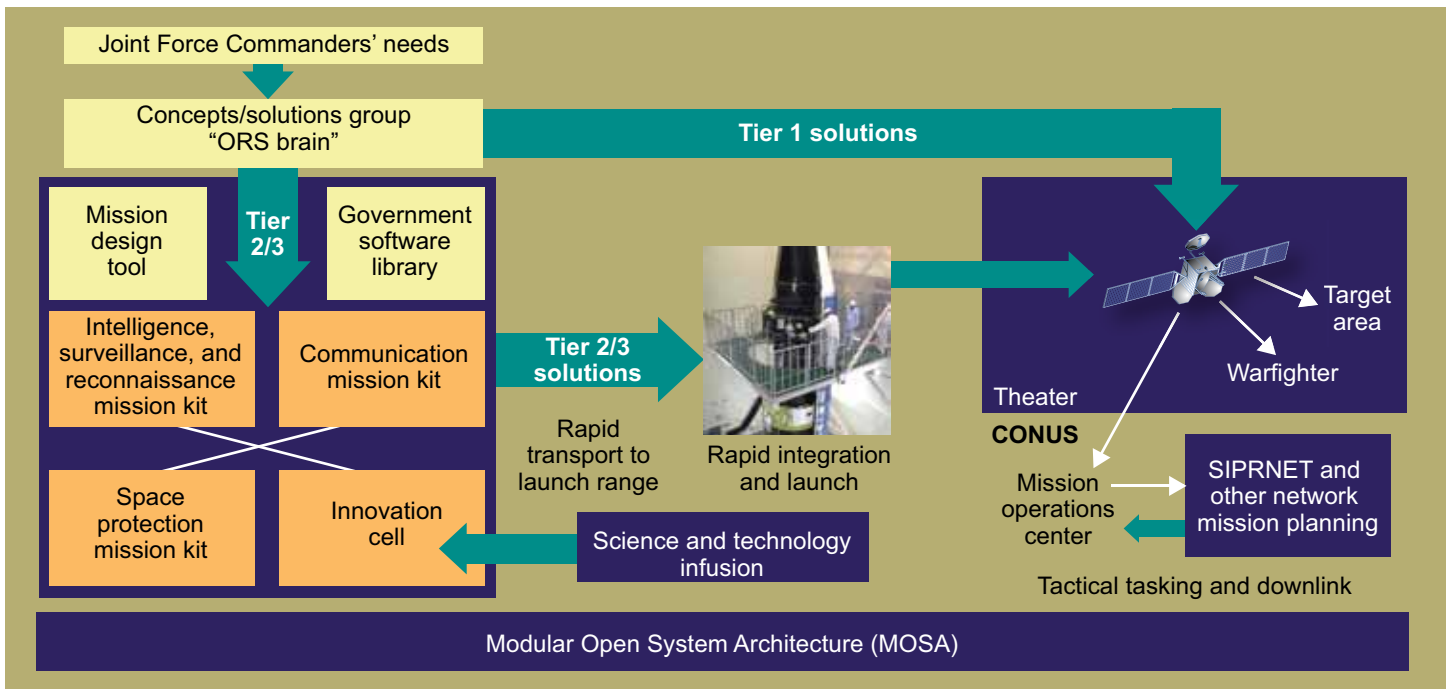 Joint Force Commanders’ needs
Concepts/solutions group
“ORS brain”
Tier 1 solutions
Mission
design
tool
Tier
2/3
Government
software
library
Intelligence,
surveillance, and
reconnaissance
mission kit
Communication
mission kit
Space
protection
mission kit
Innovation
cell
Tier 2/3
solutions
Rapid
transport to
launch range
Rapid integration
and launch
Science and technology
infusion
Target
area
Warfighter
Theater
CONUS
Mission
operations
center
SIPRNET and
other network
mission planning
Tactical tasking and downlink
Modular Open System Architecture (MOSA)